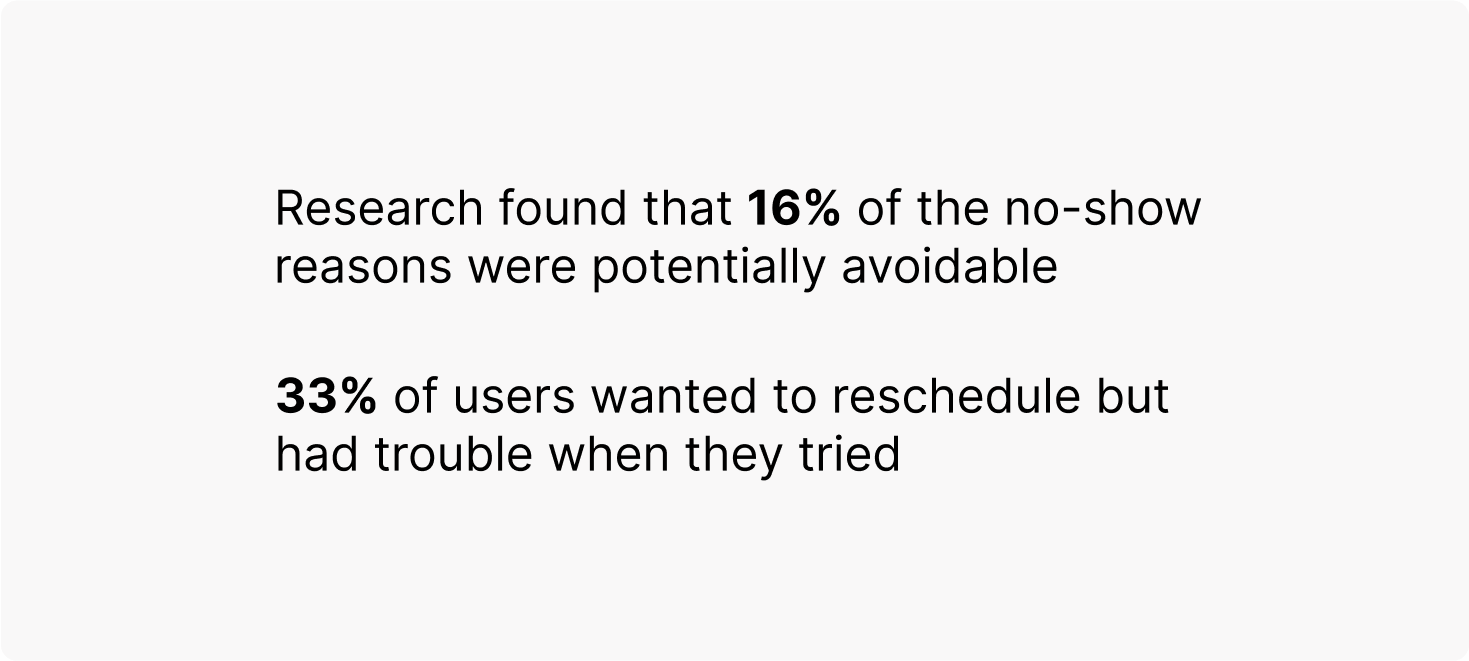 Research found that 16% of the no-show
reasons were potentially avoidable
33% of users wanted to reschedule but
had trouble when they tried